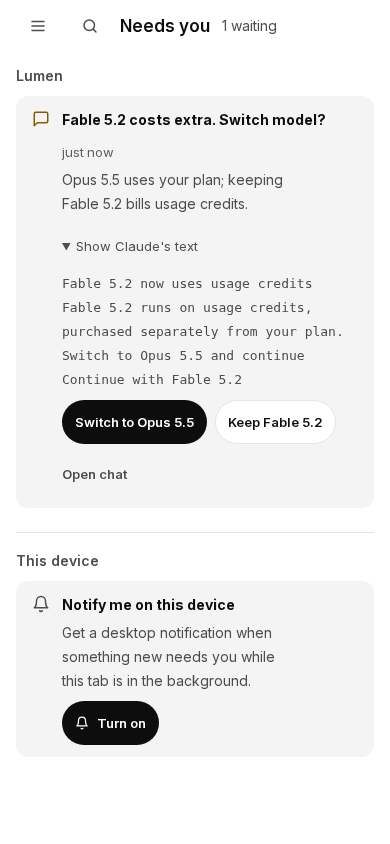 Needs you 1 waiting
Lumen
Fable 5.2 costs extra. Switch model?
just now
Opus 5.5 uses your plan; keeping
Fable 5.2 bills usage credits.
Show Claude's text
Fable 5.2 now uses usage credits
Fable 5.2 runs on usage credits,
purchased separately from your plan.
Switch to Opus 5.5 and continue
Continue with Fable 5.2
Switch to Opus 5.5 Keep Fable 5.2
Open chat
This device
Notify me on this device
Get a desktop notification when
something new needs you while
this tab is in the background.
Turn on